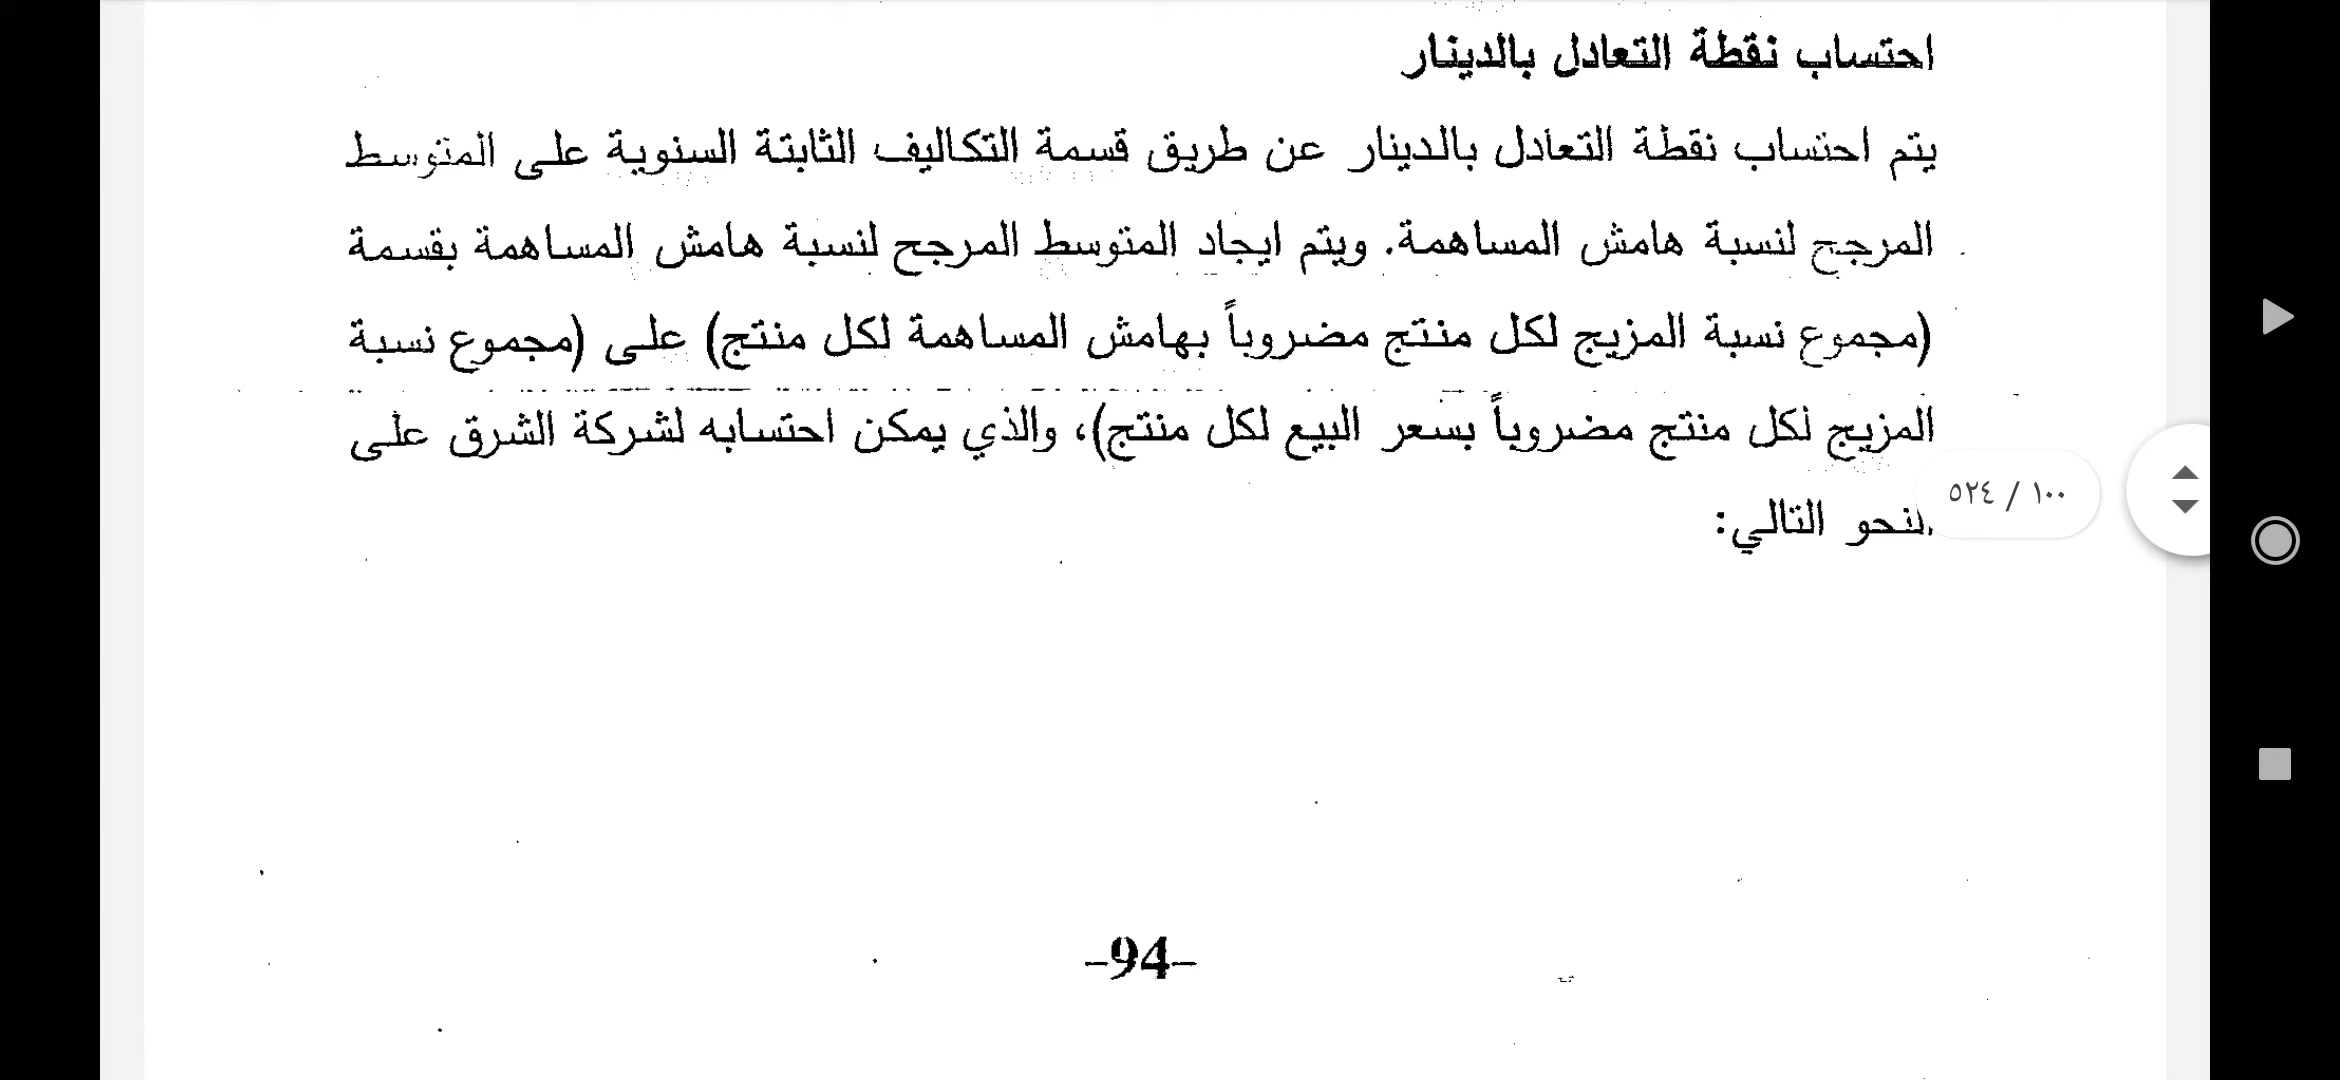 احتساب نقطة التعادل بالدينار
يتم احتساب نقطة التعادل بالدينار عن طريق قسمة التكاليف الثابتة السنوية على المتوسط
المرجح لنسبة هامش المساهمة. ويتم ايجاد المتوسط المرجح لنسبة هامش المساهمة بقسمة
(مجموع نسبة المزيج لكل منتج مضروباً بهامش المساهمة لكل منتج) على (مجموع نسبة
المزيج لكل منتج مضروباً بسعر البيع لكل منتج)، والذي يمكن احتسابه لشركة الشرق على
النحو التالي:
١٠٠ / ٥٢٤
-94-